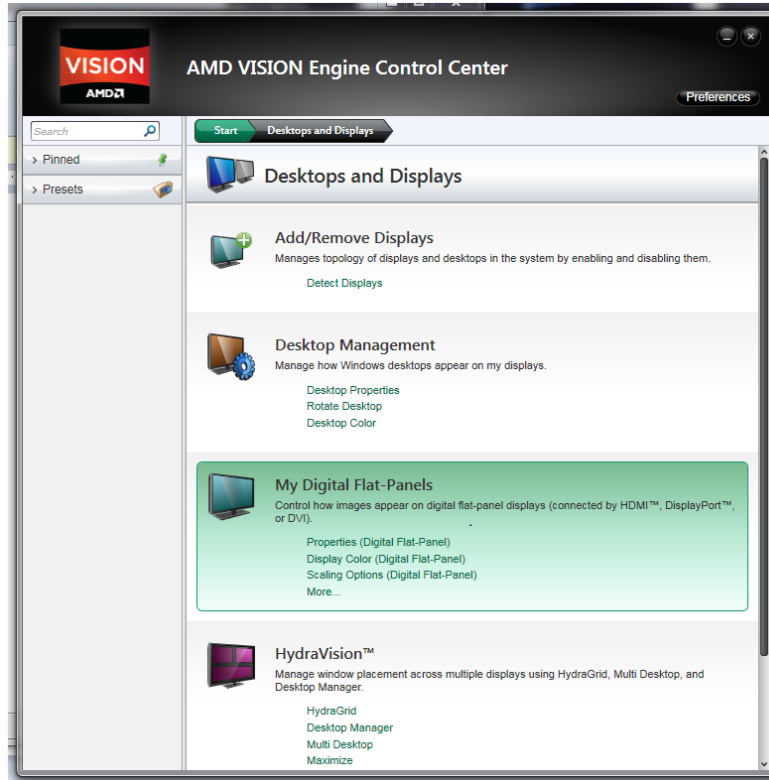 VISION
AMD
AMD VISION Engine Control Center
Preferences
Search
Start
Desktops and Displays
> Pinned
> Presets
Desktops and Displays
Add/Remove Displays
Manages topology of displays and desktops in the system by enabling and disabling them.
Detect Displays
Desktop Management
Manage how Windows desktops appear on my displays.
Desktop Properties
Rotate Desktop
Desktop Color
My Digital Flat-Panels
Control how images appear on digital flat-panel displays (connected by HDMI™, DisplayPort™,
or DVI).
Properties (Digital Flat-Panel)
Display Color (Digital Flat-Panel)
Scaling Options (Digital Flat-Panel)
More...
HydraVision™
Manage window placement across multiple displays using HydraGrid, Multi Desktop, and
Desktop Manager.
HydraGrid
Desktop Manager
Multi Desktop
Maximize